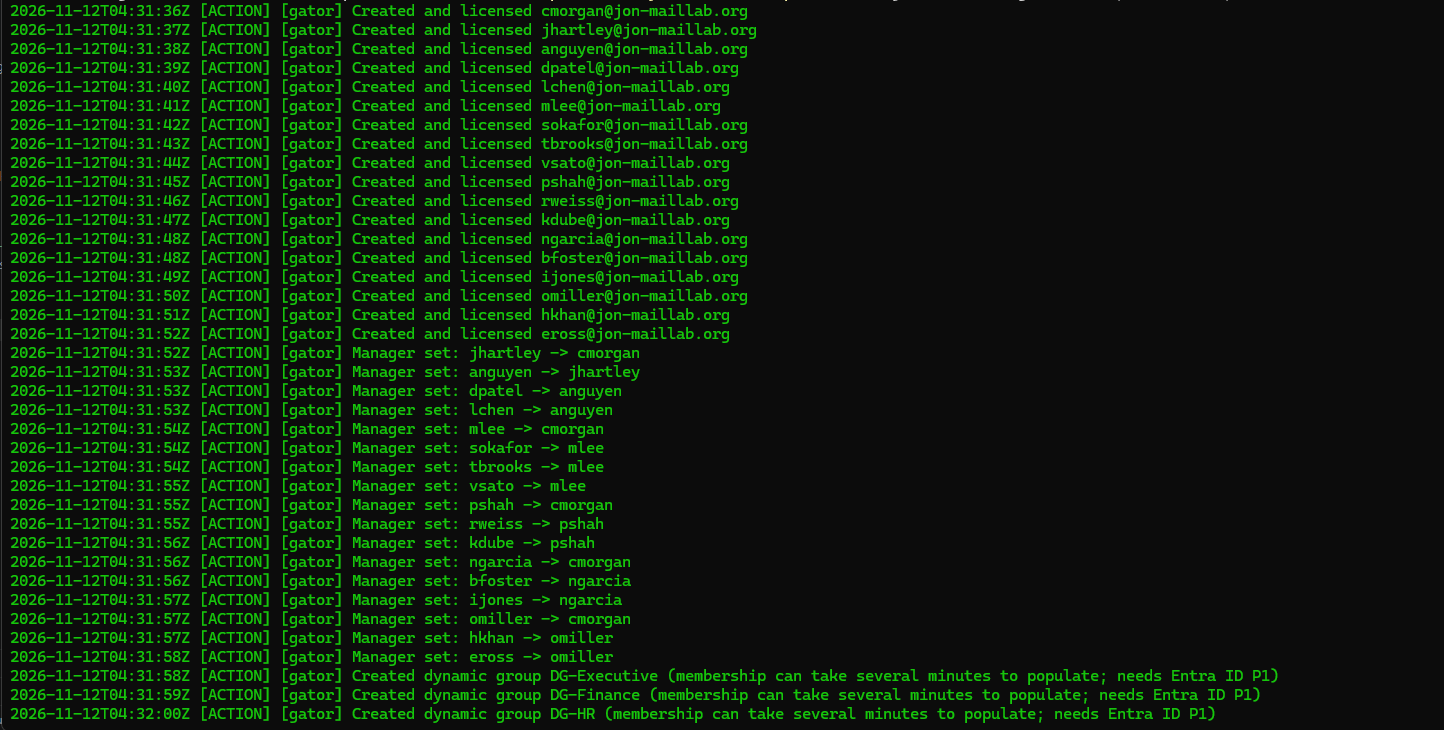 2026-11-12T04:31:36Z [ACTION] [gator] Created and licensed cmorgan@jon-maillab.org
2026-11-12T04:31:37Z [ACTION] [gator] Created and licensed jhartley@jon-maillab.org
2026-11-12T04:31:38Z [ACTION] [gator] Created and licensed anguyen@jon-maillab.org
2026-11-12T04:31:39Z [ACTION] [gator] Created and licensed dpatel@jon-maillab.org
2026-11-12T04:31:40Z [ACTION] [gator] Created and licensed lchen@jon-maillab.org
2026-11-12T04:31:41Z [ACTION] [gator] Created and licensed mlee@jon-maillab.org
2026-11-12T04:31:42Z [ACTION] [gator] Created and licensed sokafor@jon-maillab.org
2026-11-12T04:31:43Z [ACTION] [gator] Created and licensed tbrooks@jon-maillab.org
2026-11-12T04:31:44Z [ACTION] [gator] Created and licensed vsato@jon-maillab.org
2026-11-12T04:31:45Z [ACTION] [gator] Created and licensed pshah@jon-maillab.org
2026-11-12T04:31:46Z [ACTION] [gator] Created and licensed rweiss@jon-maillab.org
2026-11-12T04:31:47Z [ACTION] [gator] Created and licensed kdube@jon-maillab.org
2026-11-12T04:31:48Z [ACTION] [gator] Created and licensed ngarcia@jon-maillab.org
2026-11-12T04:31:48Z [ACTION] [gator] Created and licensed bfoster@jon-maillab.org
2026-11-12T04:31:49Z [ACTION] [gator] Created and licensed ijones@jon-maillab.org
2026-11-12T04:31:50Z [ACTION] [gator] Created and licensed omiller@jon-maillab.org
2026-11-12T04:31:51Z [ACTION] [gator] Created and licensed hkhan@jon-maillab.org
2026-11-12T04:31:52Z [ACTION] [gator] Created and licensed eross@jon-maillab.org
2026-11-12T04:31:52Z [ACTION] [gator] Manager set: jhartley -> cmorgan
2026-11-12T04:31:53Z [ACTION] [gator] Manager set: anguyen -> jhartley
2026-11-12T04:31:53Z [ACTION] [gator] Manager set: dpatel -> anguyen
2026-11-12T04:31:53Z [ACTION] [gator] Manager set: lchen -> anguyen
2026-11-12T04:31:54Z [ACTION] [gator] Manager set: mlee -> cmorgan
2026-11-12T04:31:54Z [ACTION] [gator] Manager set: sokafor -> mlee
2026-11-12T04:31:54Z [ACTION] [gator] Manager set: tbrooks -> mlee
2026-11-12T04:31:55Z [ACTION] [gator] Manager set: vsato -> mlee
2026-11-12T04:31:55Z [ACTION] [gator] Manager set: pshah -> cmorgan
2026-11-12T04:31:55Z [ACTION] [gator] Manager set: rweiss -> pshah
2026-11-12T04:31:56Z [ACTION] [gator] Manager set: kdube -> pshah
2026-11-12T04:31:56Z [ACTION] [gator] Manager set: ngarcia -> cmorgan
2026-11-12T04:31:56Z [ACTION] [gator] Manager set: bfoster -> ngarcia
2026-11-12T04:31:57Z [ACTION] [gator] Manager set: ijones -> ngarcia
2026-11-12T04:31:57Z [ACTION] [gator] Manager set: omiller -> cmorgan
2026-11-12T04:31:57Z [ACTION] [gator] Manager set: hkhan -> omiller
2026-11-12T04:31:58Z [ACTION] [gator] Manager set: eross -> omiller
2026-11-12T04:31:58Z [ACTION] [gator] Created dynamic group DG-Executive (membership can take several minutes to populate; needs Entra ID P1)
2026-11-12T04:31:59Z [ACTION] [gator] Created dynamic group DG-Finance (membership can take several minutes to populate; needs Entra ID P1)
2026-11-12T04:32:00Z [ACTION] [gator] Created dynamic group DG-HR (membership can take several minutes to populate; needs Entra ID P1)